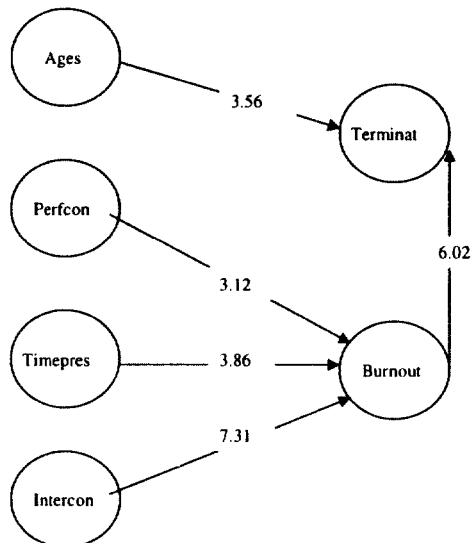 Ages
3.56
Terminat
Perfcon
6.02
3.12
Timepres
3.86
Burnout
7.31
Intercon